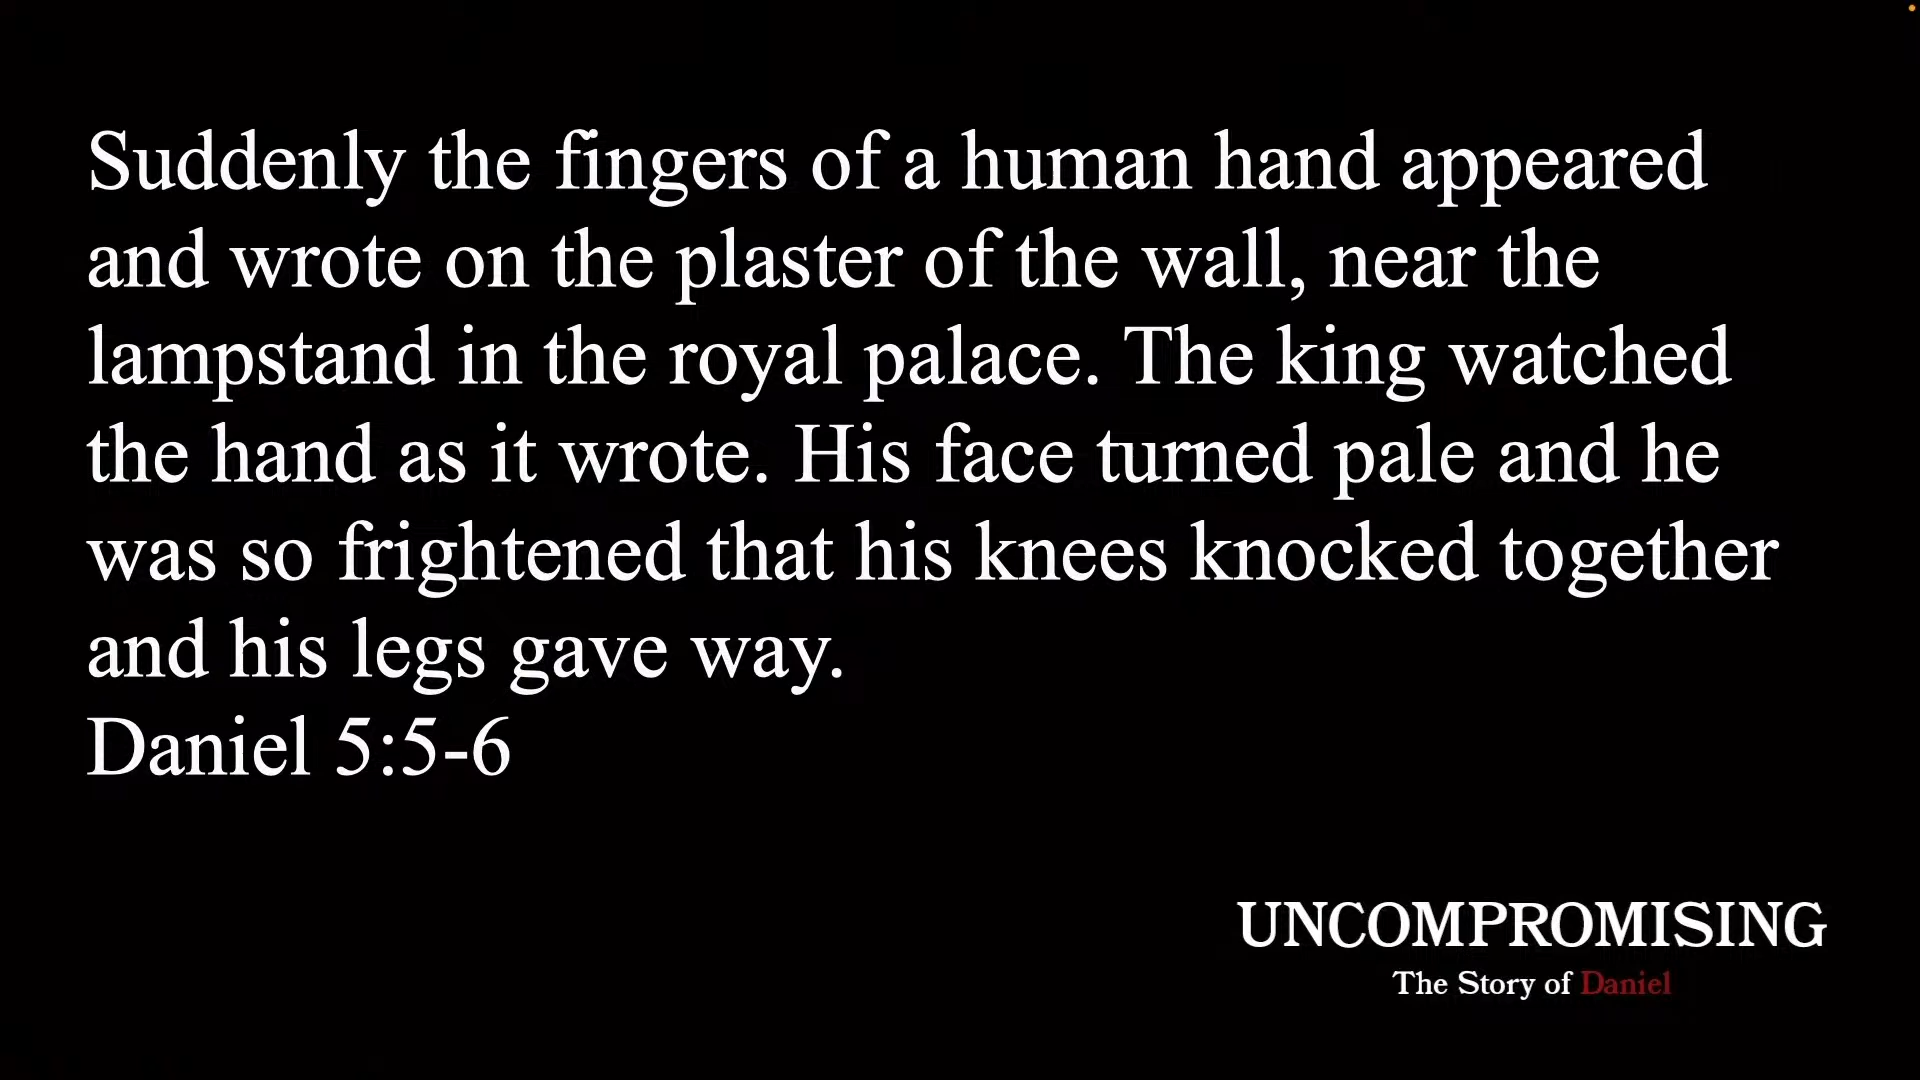 Suddenly the fingers of a human hand appeared
and wrote on the plaster of the wall, near the
lampstand in the royal palace. The king watched
the hand as it wrote. His face turned pale and he
was so frightened that his knees knocked together
and his legs gave way.
Daniel 5:5-6
UNCOMPROMISING
The Story of Daniel